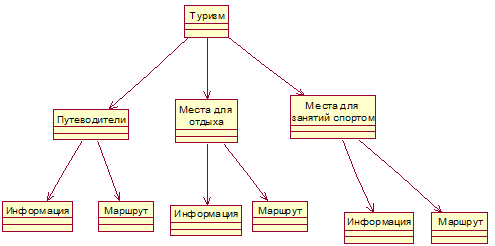 Туризм
Путеводители
Места для
отдыха
Места для
занятий спортом
Информация
Маршрут
Информация
Маршрут
Информация
Маршрут